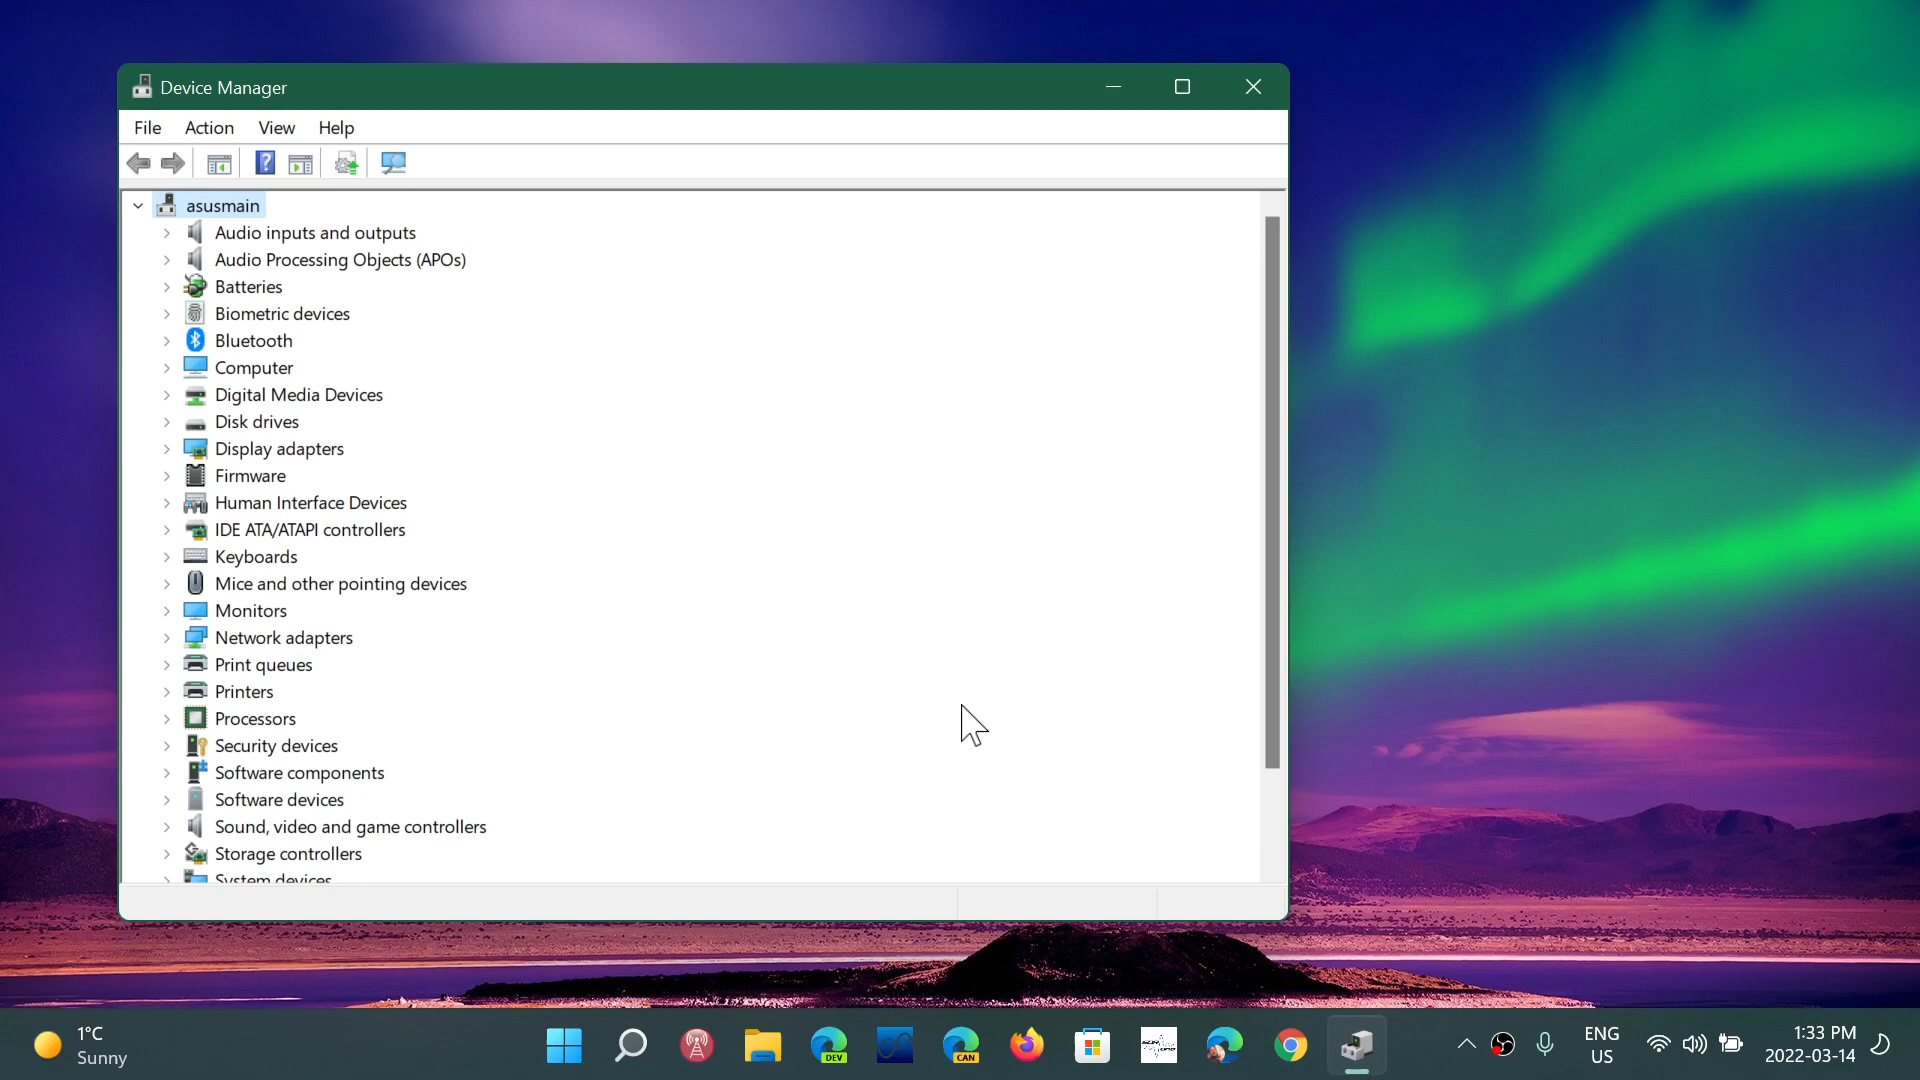 Device Manager
File Action View Help
asusmain
Audio inputs and outputs
Audio Processing Objects (APOs)
Batteries
Biometric devices
Bluetooth
Computer
Digital Media Devices
Disk drives
Display adapters
Firmware
Human Interface Devices
IDE ATA/ATAPI controllers
Keyboards
Mice and other pointing devices
Monitors
Network adapters
Print queues
Printers
Processors
Security devices
Software components
Software devices
Sound, video and game controllers
Storage controllers
System devices
1°C
Sunny
DEV
CAN
ENG
US
1:33 PM
2022-03-14